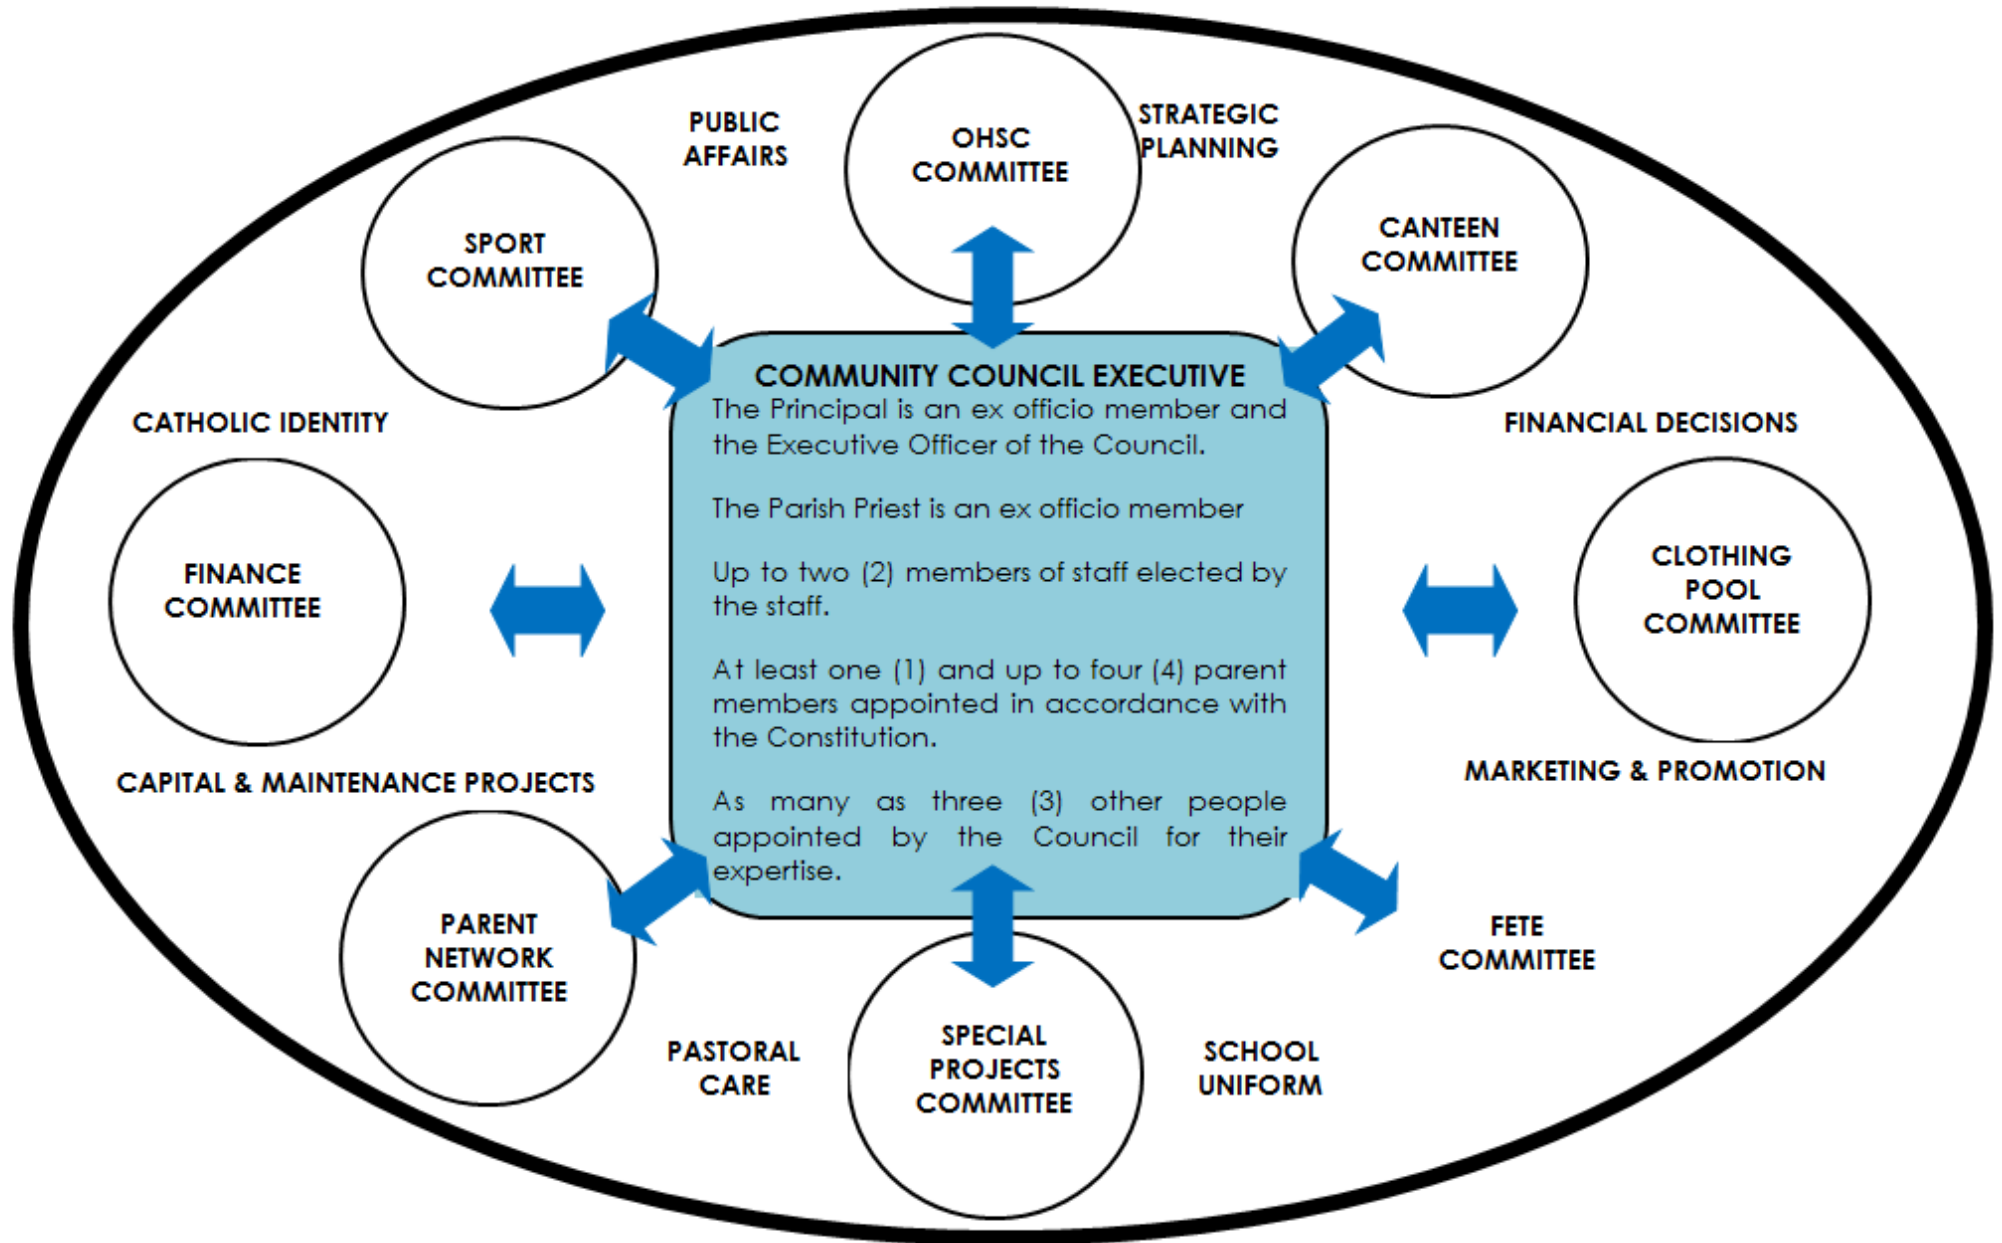 PUBLIC
AFFAIRS
OHSC
COMMITTEE
STRATEGIC
PLANNING
SPORT
COMMITTEE
CANTEEN
COMMITTEE
COMMUNITY COUNCIL EXECUTIVE
The Principal is an ex officio member and
the Executive Officer of the Council.
The Parish Priest is an ex officio member
Up to two (2) members of staff elected by
the staff.
At least one (1) and up to four (4) parent
members appointed in accordance with
the Constitution.
As many as three (3) other people
appointed by the Council for their
expertise.
CATHOLIC IDENTITY
FINANCIAL DECISIONS
FINANCE
COMMITTEE
CLOTHING
POOL
COMMITTEE
CAPITAL & MAINTENANCE PROJECTS
MARKETING & PROMOTION
PARENT
NETWORK
COMMITTEE
FETE
COMMITTEE
PASTORAL
CARE
SPECIAL
PROJECTS
COMMITTEE
SCHOOL
UNIFORM